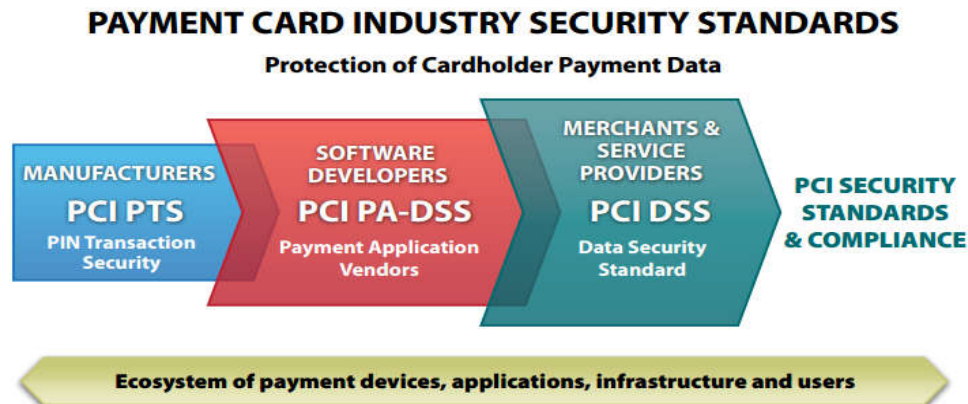 PAYMENT CARD INDUSTRY SECURITY STANDARDS
Protection of Cardholder Payment Data
MANUFACTURERS
PCI PTS
PIN Transaction
Security
SOFTWARE
DEVELOPERS
PCI PA-DSS
Payment Application
Vendors
MERCHANTS &
SERVICE
PROVIDERS
PCI DSS
Data Security
Standard
PCI SECURITY
STANDARDS
& COMPLIANCE
Ecosystem of payment devices, applications, infrastructure and users